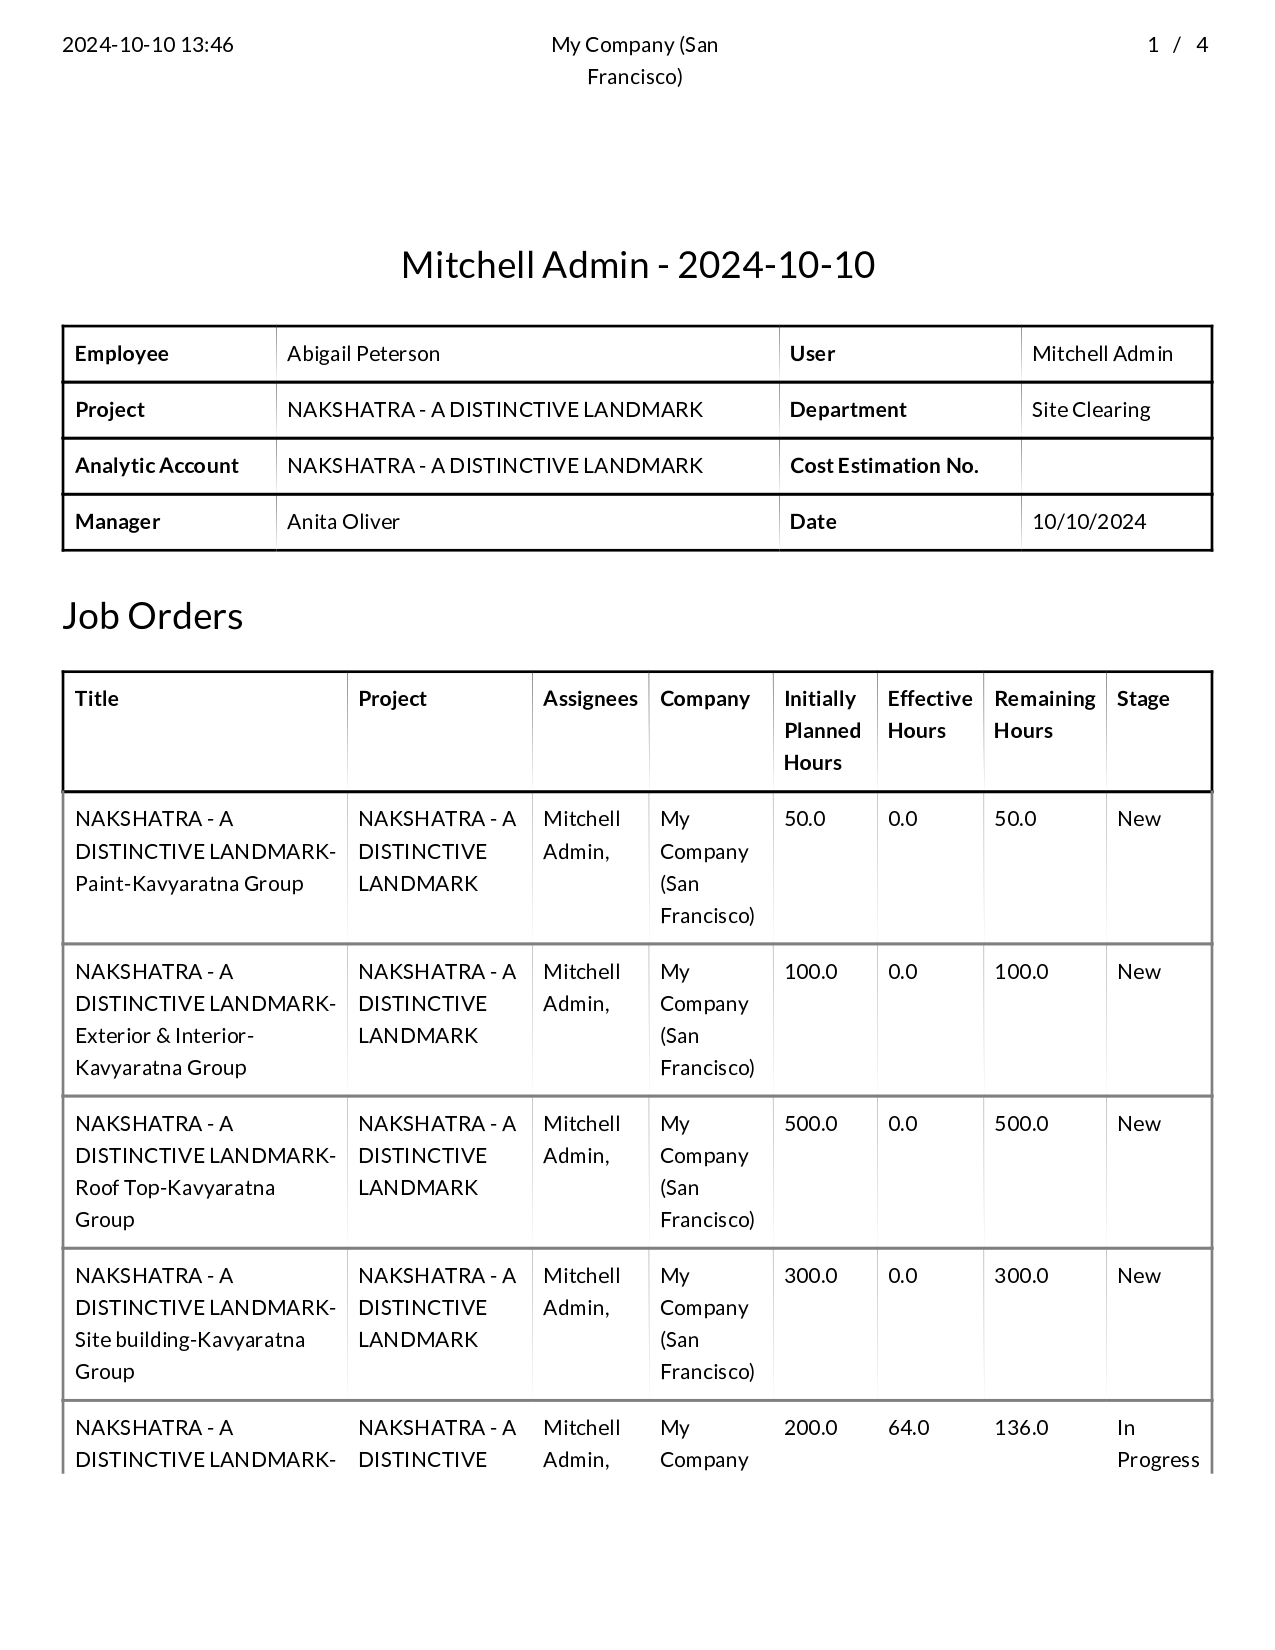 2024-10-10 13:46
My Company (San
Francisco)
1 / 4
Mitchell Admin - 2024-10-10
Employee Abigail Peterson User Mitchell Admin
Project NAKSHATRA - A DISTINCTIVE LANDMARK Department Site Clearing
Analytic Account NAKSHATRA - A DISTINCTIVE LANDMARK Cost Estimation No.
Manager Anita Oliver Date 10/10/2024
Job Orders
Title Project Assignees Company Initially Effective Remaining Stage
Planned Hours Hours
Hours
NAKSHATRA - A NAKSHATRA - A Mitchell My 50.0 0.0 50.0 New
DISTINCTIVE LANDMARK- DISTINCTIVE Admin, Company
Paint-Kavyaratna Group LANDMARK (San
Francisco)
NAKSHATRA - A NAKSHATRA - A Mitchell My 100.0 0.0 100.0 New
DISTINCTIVE LANDMARK- DISTINCTIVE Admin, Company
Exterior & Interior- LANDMARK (San
Kavyaratna Group Francisco)
NAKSHATRA - A NAKSHATRA - A Mitchell My 500.0 0.0 500.0 New
DISTINCTIVE LANDMARK- DISTINCTIVE Admin, Company
Roof Top-Kavyaratna LANDMARK (San
Group Francisco)
NAKSHATRA - A NAKSHATRA - A Mitchell My 300.0 0.0 300.0 New
DISTINCTIVE LANDMARK- DISTINCTIVE Admin, Company
Site building-Kavyaratna LANDMARK (San
Group Francisco)
NAKSHATRA - A NAKSHATRA - A Mitchell My 200.0 64.0 136.0 In
DISTINCTIVE LANDMARK- DISTINCTIVE Admin, Company Progress